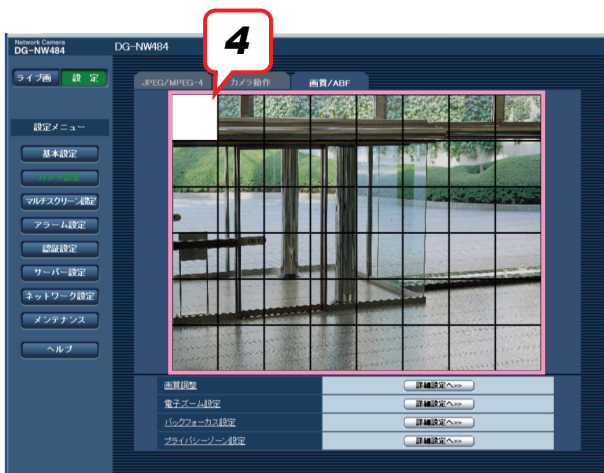 Network Camera
DG-NW484
DG-NW484
4
ライブ画 設 定
JPEG/MPEG-4 カメラ動作 画質/ABF
設定メニュー
基本設定
カメラ設定
マルチスクリーン設定
アラーム設定
認証設定
サーバー設定
ネットワーク設定
メンテナンス
ヘルプ
画質調整 詳細設定へ>>
電子ズーム設定 詳細設定へ>>
バックフォーカス設定 詳細設定へ>>
プライバシーゾーン設定 詳細設定へ>>